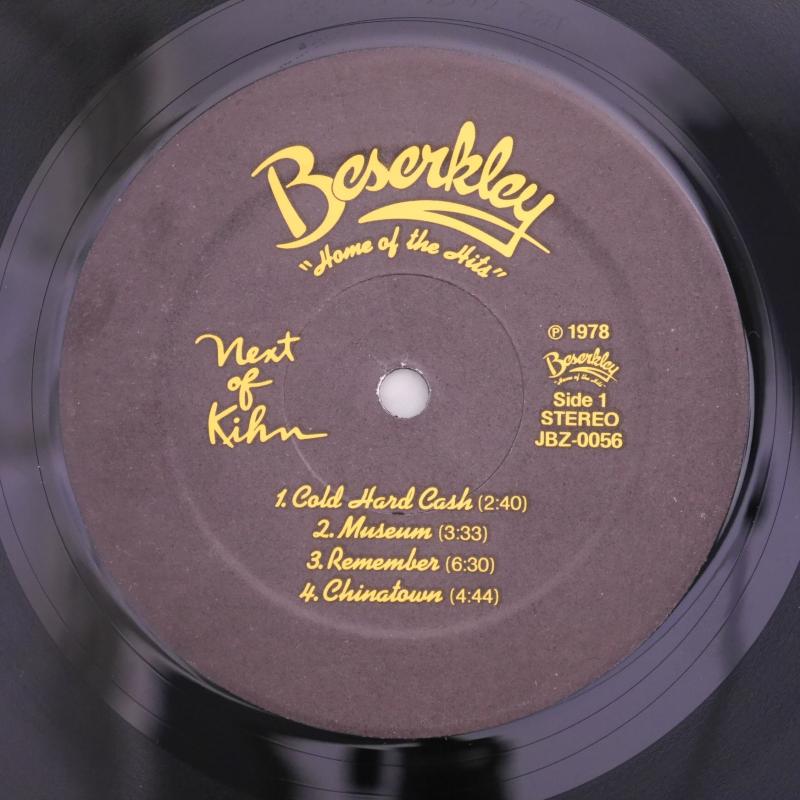 Beserkley
"Home of the Hits"
Next
of
Kihn
℗ 1978
Beserkley
"Home of the Hits"
Side 1
STEREO
JBZ-0056
1. Cold Hard Cash (2:40)
2. Museum (3:33)
3. Remember (6:30)
4. Chinatown (4:44)